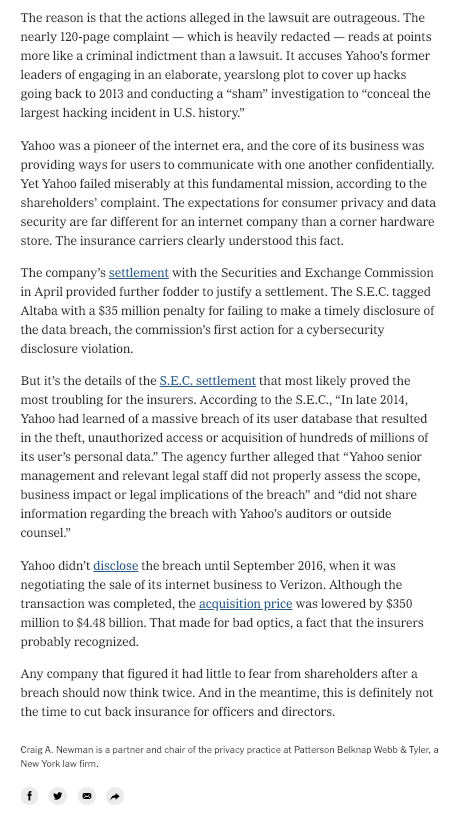 The reason is that the actions alleged in the lawsuit are outrageous. The
nearly 120-page complaint — which is heavily redacted — reads at points
more like a criminal indictment than a lawsuit. It accuses Yahoo’s former
leaders of engaging in an elaborate, yearslong plot to cover up hacks
going back to 2013 and conducting a “sham” investigation to “conceal the
largest hacking incident in U.S. history.”
Yahoo was a pioneer of the internet era, and the core of its business was
providing ways for users to communicate with one another confidentially.
Yet Yahoo failed miserably at this fundamental mission, according to the
shareholders’ complaint. The expectations for consumer privacy and data
security are far different for an internet company than a corner hardware
store. The insurance carriers clearly understood this fact.
The company’s settlement with the Securities and Exchange Commission
in April provided further fodder to justify a settlement. The S.E.C. tagged
Altaba with a $35 million penalty for failing to make a timely disclosure of
the data breach, the commission’s first action for a cybersecurity
disclosure violation.
But it’s the details of the S.E.C. settlement that most likely proved the
most troubling for the insurers. According to the S.E.C., “In late 2014,
Yahoo had learned of a massive breach of its user database that resulted
in the theft, unauthorized access or acquisition of hundreds of millions of
its user’s personal data.” The agency further alleged that “Yahoo senior
management and relevant legal staff did not properly assess the scope,
business impact or legal implications of the breach” and “did not share
information regarding the breach with Yahoo’s auditors or outside
counsel.”
Yahoo didn’t disclose the breach until September 2016, when it was
negotiating the sale of its internet business to Verizon. Although the
transaction was completed, the acquisition price was lowered by $350
million to $4.48 billion. That made for bad optics, a fact that the insurers
probably recognized.
Any company that figured it had little to fear from shareholders after a
breach should now think twice. And in the meantime, this is definitely not
the time to cut back insurance for officers and directors.
Craig A. Newman is a partner and chair of the privacy practice at Patterson Belknap Webb & Tyler, a
New York law firm.